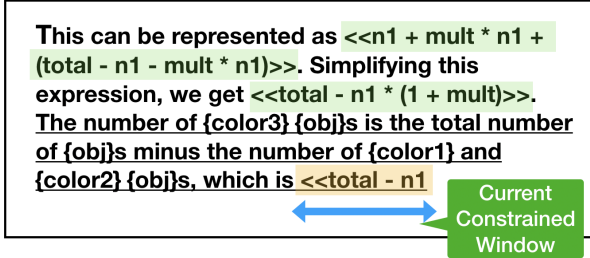 This can be represented as <<n1 + mult * n1 +
(total - n1 - mult * n1)>>. Simplifying this
expression, we get <<total - n1 * (1 + mult)>>.
The number of {color3} {obj}s is the total number
of {obj}s minus the number of {color1} and
{color2} {obj}s, which is <<total - n1
Current
Constrained
Window